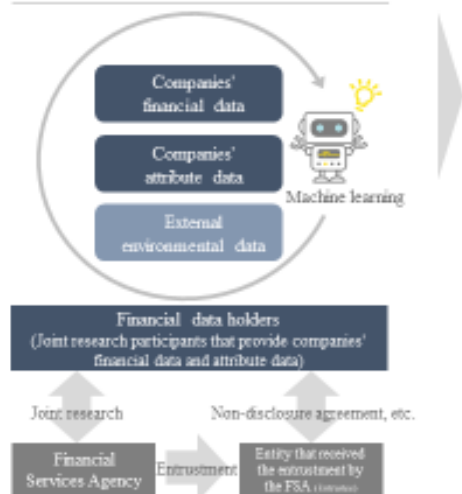 Companies'
financial data
Companies'
attribute data
External
environmental data
Machine learning
Financial data holders
(Joint research participants that provide companies'
financial data and attribute data)
Joint research
Non-disclosure agreement, etc.
Financial
Services Agency
Entrustment
Entity that received
the entrustment by
the FSA